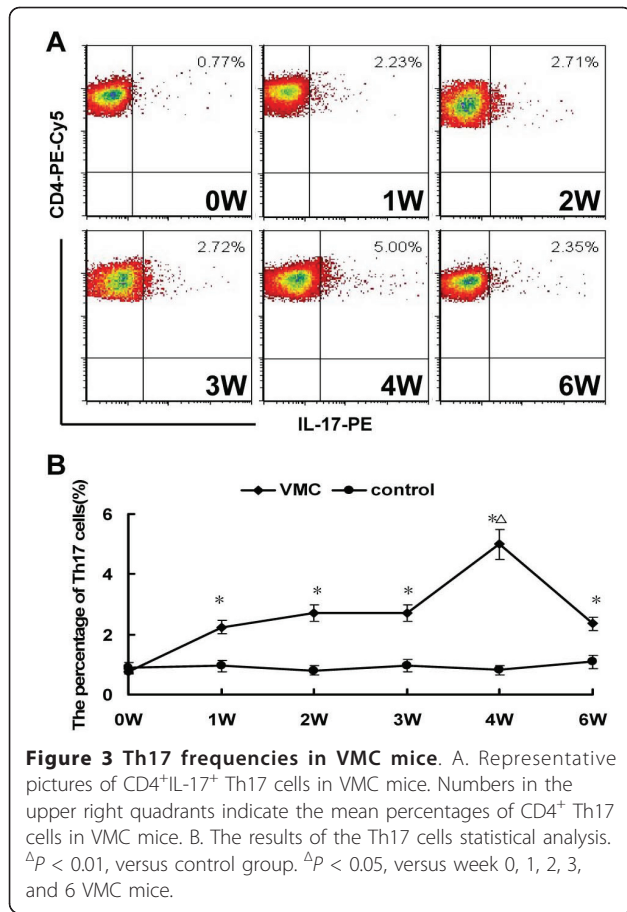 A
CD4-PE-Cy5
0.77%
0W
2.23%
1W
2.71%
2W
2.72%
3W
5.00%
4W
2.35%
6W
IL-17-PE
B
The percentage of Th17 cells(%)
VMC control
6
4
2
0
*
*
*
*△
*
0W 1W 2W 3W 4W 6W
Figure 3 Th17 frequencies in VMC mice. A. Representative
pictures of CD4⁺IL-17⁺ Th17 cells in VMC mice. Numbers in the
upper right quadrants indicate the mean percentages of CD4⁺ Th17
cells in VMC mice. B. The results of the Th17 cells statistical analysis.
△P < 0.01, versus control group. △P < 0.05, versus week 0, 1, 2, 3,
and 6 VMC mice.